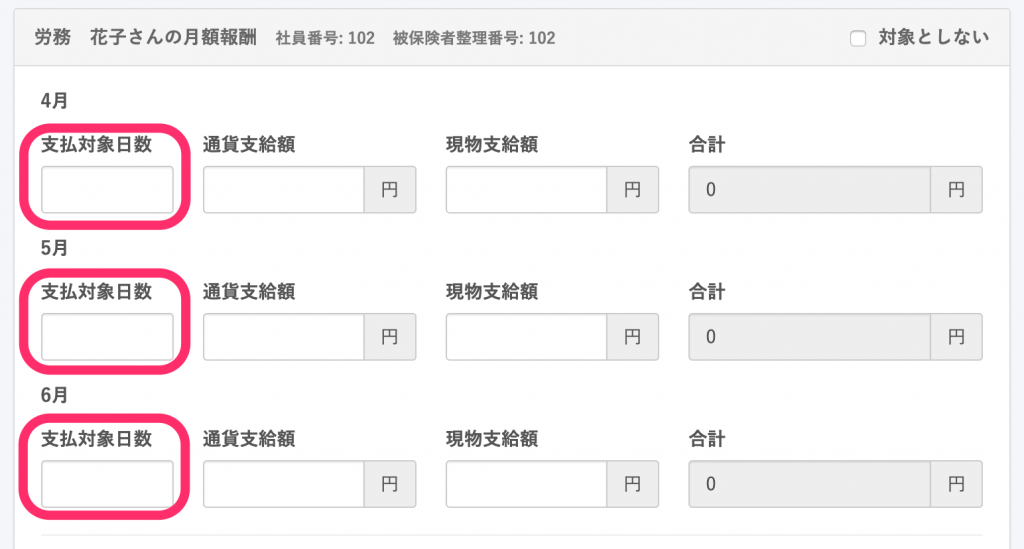 労務　花子さんの月額報酬 社員番号: 102 被保険者整理番号: 102 対象としない
4月
支払対象日数 通貨支給額 現物支給額 合計
円 円 0 円
5月
支払対象日数 通貨支給額 現物支給額 合計
円 円 0 円
6月
支払対象日数 通貨支給額 現物支給額 合計
円 円 0 円